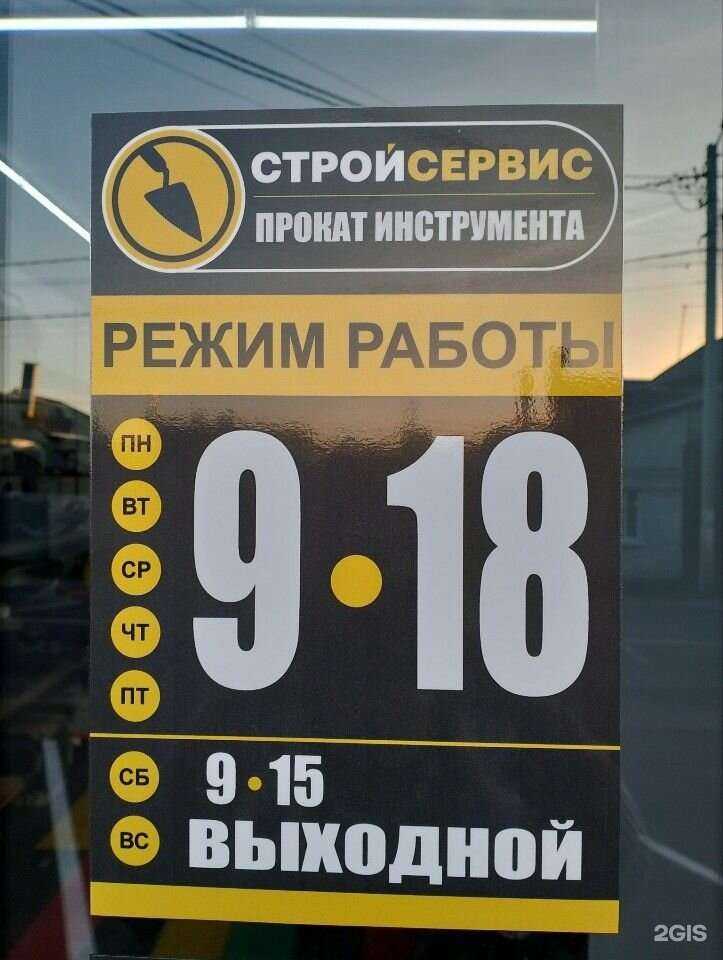 СТРОЙСЕРВИС
ПРОКАТ ИНСТРУМЕНТА
РЕЖИМ РАБОТЫ
ПН
ВТ
СР
ЧТ
ПТ
9•18
СБ 9•15
ВС ВЫХОДНОЙ
2GIS